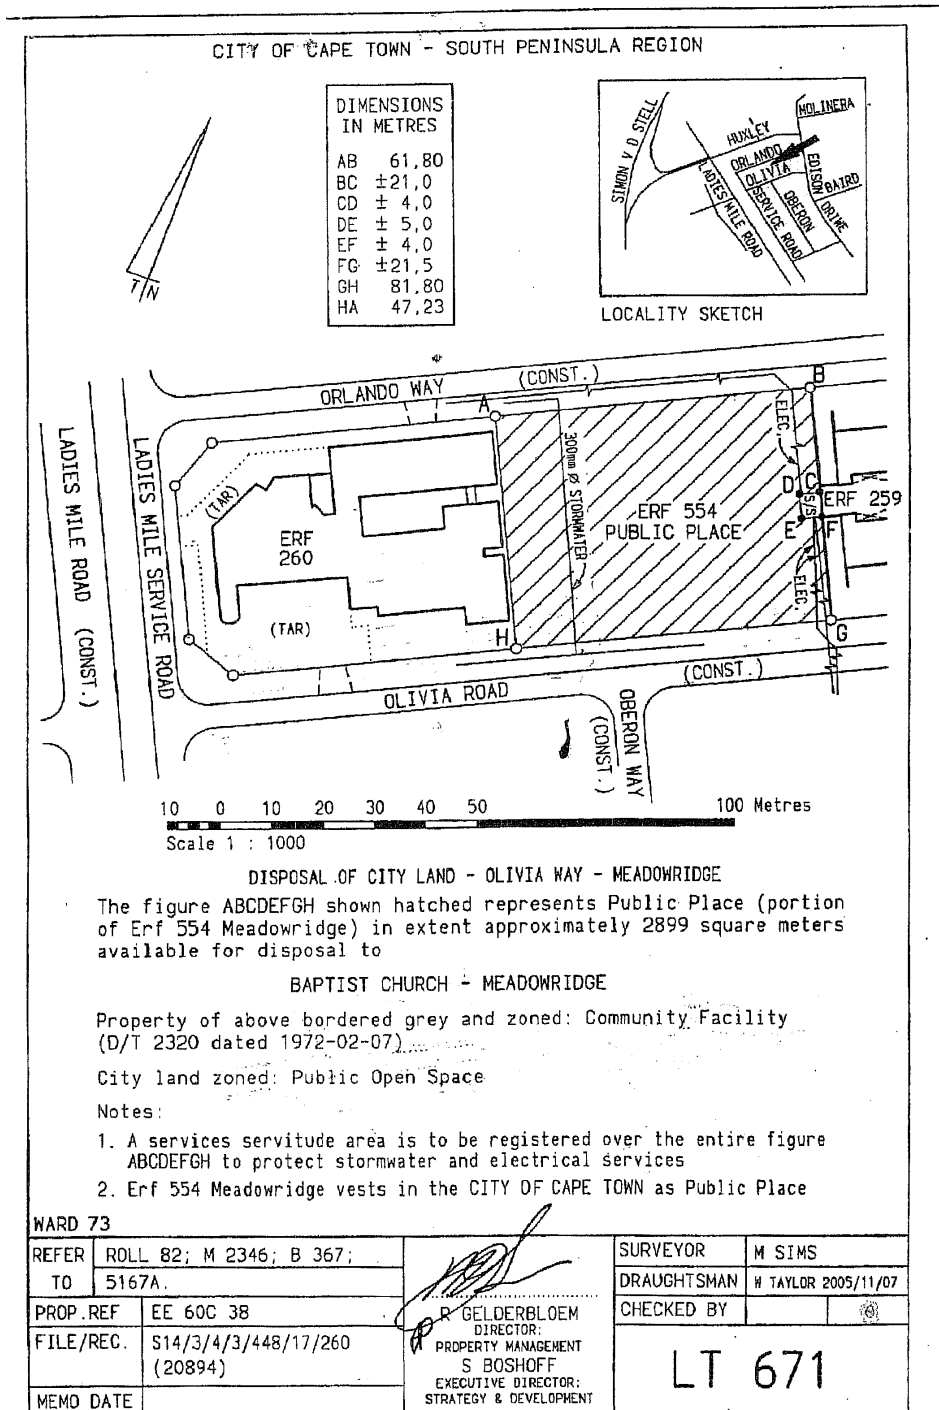 CITY OF CAPE TOWN - SOUTH PENINSULA REGION
DIMENSIONS
IN METRES
AB 61,80
BC ±21,0
CD ± 4,0
DE ± 5,0
EF ± 4,0
FG ±21,5
GH 81,80
HA 47,23
T/N
SIMON V D STELL
HUXLEY
MOLINERA
ORLANDO
OLIVIA
EDISON
BAIRD
DRIWE
OBERON
SERVICE ROAD
LADIES MILE ROAD
LOCALITY SKETCH
ORLANDO WAY
(CONST.)
A
B
LADIES MILE ROAD (CONST.)
LADIES MILE SERVICE ROAD
(TAR)
ERF
260
(TAR)
300mm Ø STORMWATER
ELEC.
D
C
S/S
ERF 259
ERF 554
PUBLIC PLACE
E
F
ELEC.
H
G
OLIVIA ROAD
(CONST.)
OBERON WAY
(CONST.)
10 0 10 20 30 40 50 100 Metres
Scale 1 : 1000
DISPOSAL OF CITY LAND - OLIVIA WAY - MEADOWRIDGE
The figure ABCDEFGH shown hatched represents Public Place (portion
of Erf 554 Meadowridge) in extent approximately 2899 square meters
available for disposal to
BAPTIST CHURCH - MEADOWRIDGE
Property of above bordered grey and zoned: Community Facility
(D/T 2320 dated 1972-02-07)
City land zoned: Public Open Space
Notes:
1. A services servitude area is to be registered over the entire figure
ABCDEFGH to protect stormwater and electrical services
2. Erf 554 Meadowridge vests in the CITY OF CAPE TOWN as Public Place
WARD 73
REFER TO
ROLL 82; M 2346; B 367;
5167A.
PROP.REF EE 60C 38
FILE/REC. S14/3/4/3/448/17/260
(20894)
MEMO DATE
R GELDERBLOEM
DIRECTOR:
PROPERTY MANAGEMENT
S BOSHOFF
EXECUTIVE DIRECTOR:
STRATEGY & DEVELOPMENT
SURVEYOR M SIMS
DRAUGHTSMAN W TAYLOR 2005/11/07
CHECKED BY
LT 671